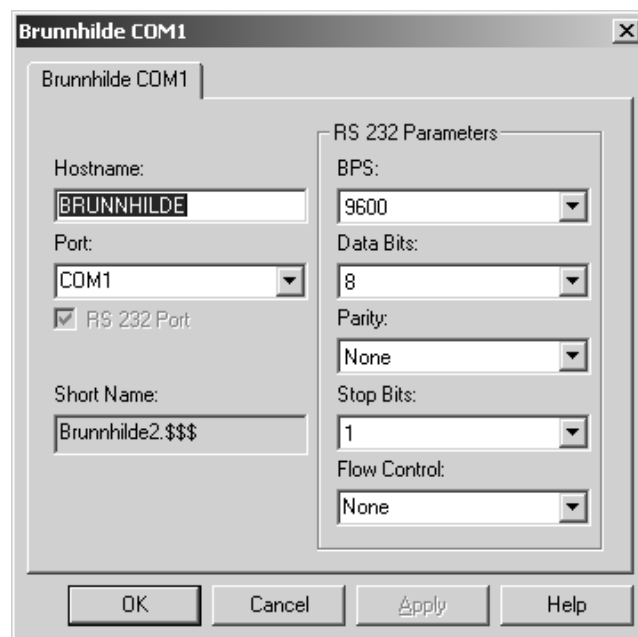 Brunnhilde COM1
Brunnhilde COM1
Hostname:
BRUNNHILDE
Port:
COM1
RS 232 Port
Short Name:
Brunnhilde2.$$$
RS 232 Parameters
BPS:
9600
Data Bits:
8
Parity:
None
Stop Bits:
1
Flow Control:
None
OK
Cancel
Apply
Help